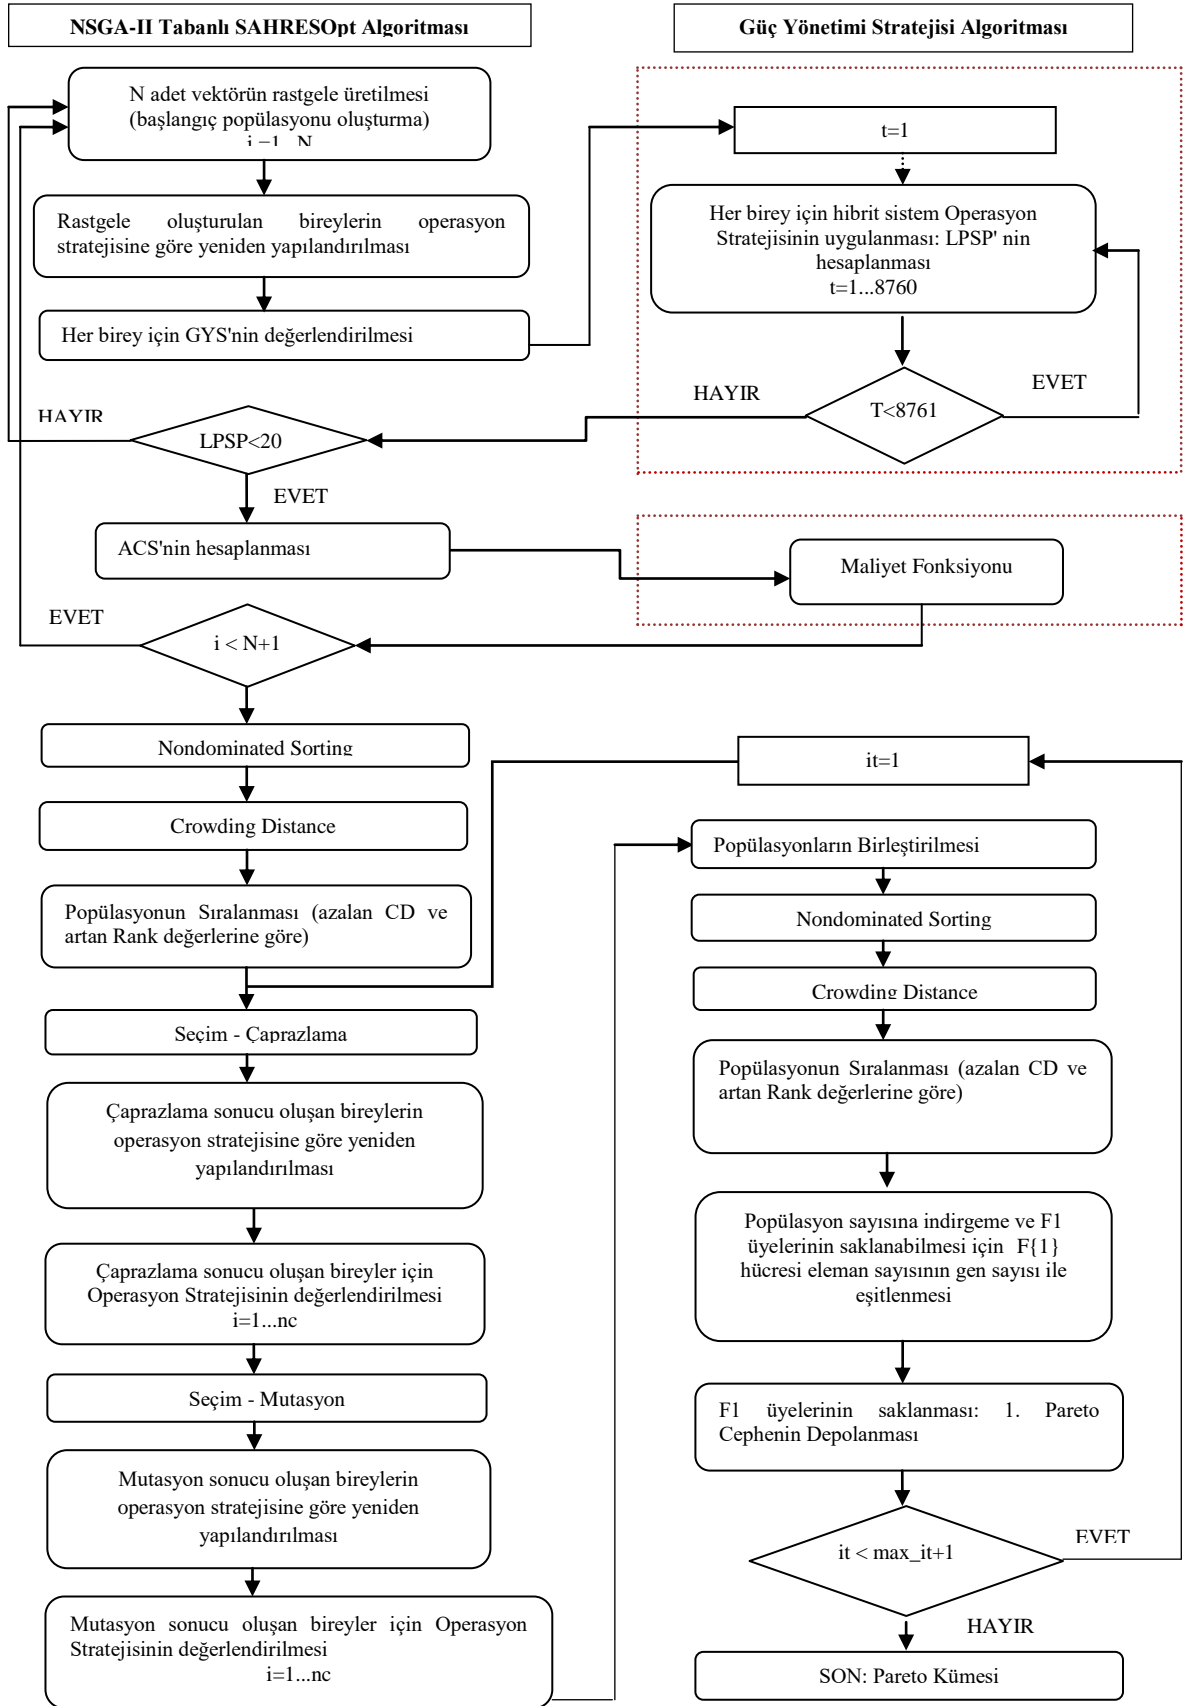 NSGA-II Tabanlı SAHRESOpt Algoritması
Güç Yönetimi Stratejisi Algoritması
N adet vektörün rastgele üretilmesi
(başlangıç popülasyonu oluşturma)
i =1 N
t=1
Rastgele oluşturulan bireylerin operasyon
stratejisine göre yeniden yapılandırılması
Her birey için hibrit sistem Operasyon
Stratejisinin uygulanması: LPSP' nin
hesaplanması
t=1...8760
Her birey için GYS'nin değerlendirilmesi
HAYIR
EVET
T<8761
HAYIR
LPSP<20
EVET
ACS'nin hesaplanması
Maliyet Fonksiyonu
EVET
i < N+1
Nondominated Sorting
Crowding Distance
Popülasyonun Sıralanması (azalan CD ve
artan Rank değerlerine göre)
Seçim - Çaprazlama
Çaprazlama sonucu oluşan bireylerin
operasyon stratejisine göre yeniden
yapılandırılması
Çaprazlama sonucu oluşan bireyler için
Operasyon Stratejisinin değerlendirilmesi
i=1...nc
Seçim - Mutasyon
Mutasyon sonucu oluşan bireylerin
operasyon stratejisine göre yeniden
yapılandırılması
Mutasyon sonucu oluşan bireyler için Operasyon
Stratejisinin değerlendirilmesi
i=1...nc
it=1
Popülasyonların Birleştirilmesi
Nondominated Sorting
Crowding Distance
Popülasyonun Sıralanması (azalan CD ve
artan Rank değerlerine göre)
Popülasyon sayısına indirgeme ve F1
üyelerinin saklanabilmesi için F{1}
hücresi eleman sayısının gen sayısı ile
eşitlenmesi
F1 üyelerinin saklanması: 1. Pareto
Cephenin Depolanması
it < max_it+1
EVET
HAYIR
SON: Pareto Kümesi